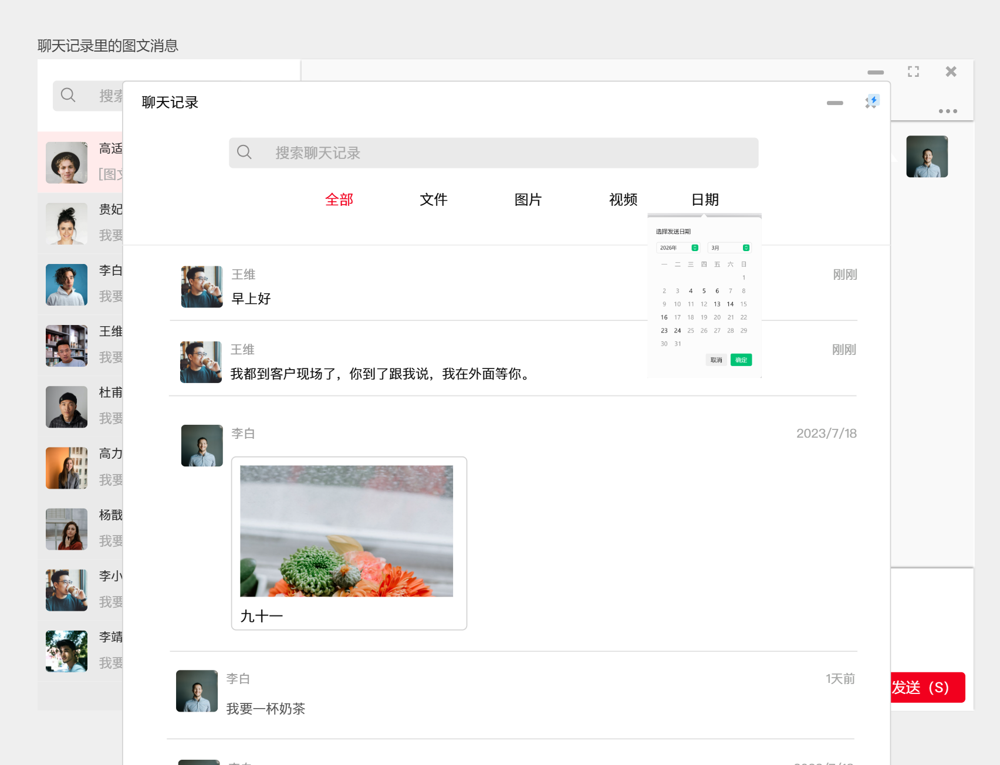 聊天记录里的图文消息
搜索
聊天记录
搜索聊天记录
全部
文件
图片
视频
日期
选择发送日期
2026年
3月
一 二 三 四 五 六 日
1
2 3 4 5 6 7 8
9 10 11 12 13 14 15
16 17 18 19 20 21 22
23 24 25 26 27 28 29
30 31
取消
确定
高适
[图文
贵妃
我要
李白
我要
王维
我要
杜甫
我要
高力
我要
杨戬
我要
李小
我要
李靖
我要
王维
刚刚
早上好
王维
刚刚
我都到客户现场了，你到了跟我说，我在外面等你。
李白
2023/7/18
九十一
李白
1天前
我要一杯奶茶
发送（S）